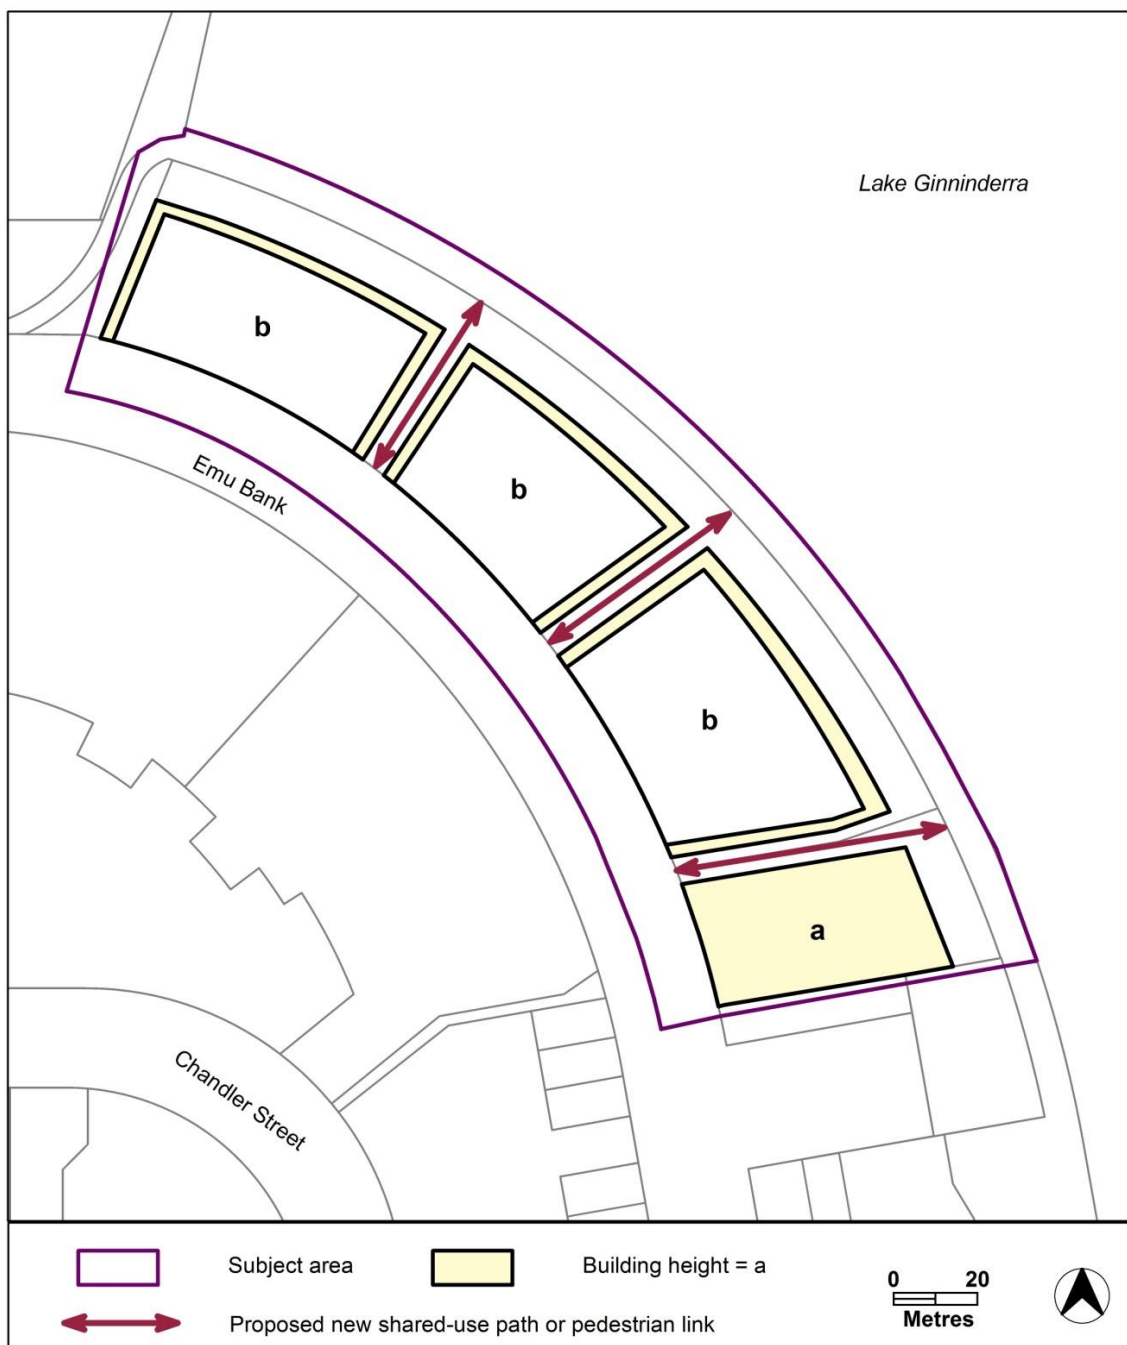 Lake Ginninderra
b
Emu Bank
b
b
a
Chandler Street
Subject area
Building height = a
Proposed new shared-use path or pedestrian link
0 20
Metres